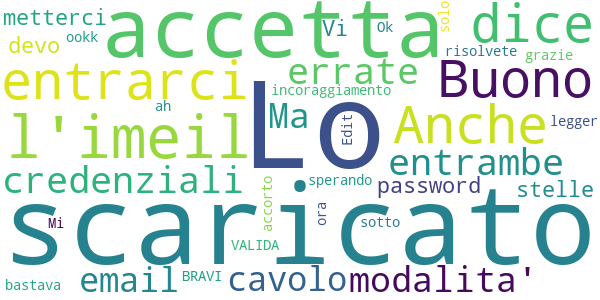 metterci
accetta
Vi
Ok
solo
dice
devo
ookk
risolvete
grazie
entrarci
errate
Buono
incoraggiamento
ah
Lo
Ma
Edit
Anche
legger
l'imeil
entrambe
credenziali
sperando
password
stelle
scaricato
accorto
ora
sotto
Mi
VALIDA
bastava
email
BRAVI
cavolo
modalita'